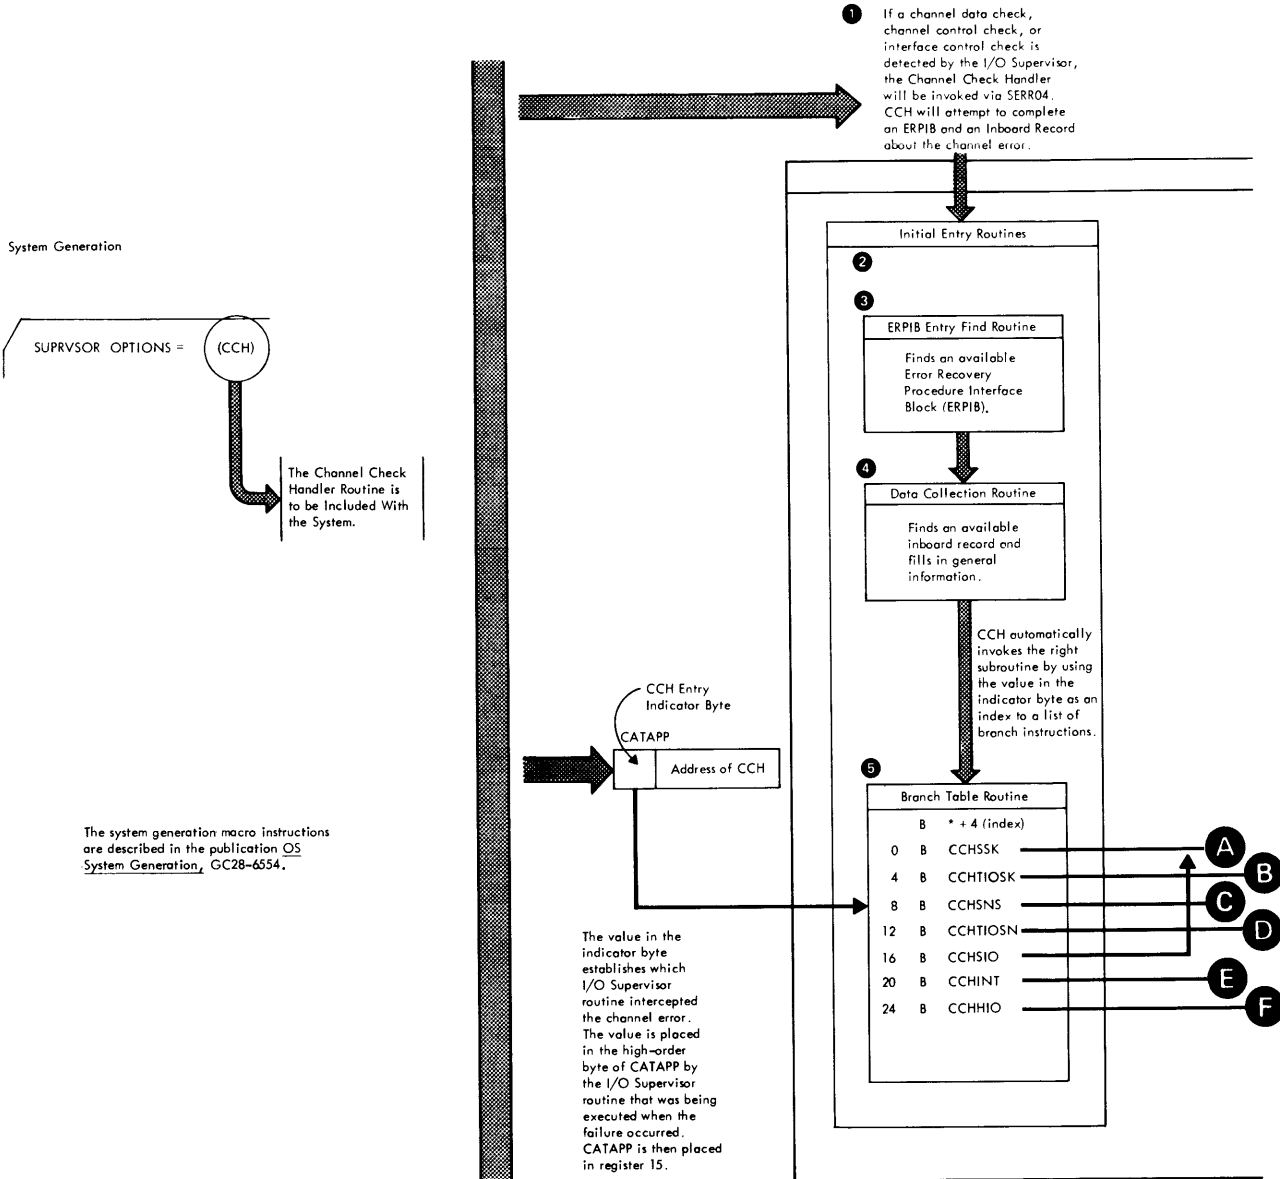 1 If a channel data check,
channel control check, or
interface control check is
detected by the I/O Supervisor,
the Channel Check Handler
will be invoked via SERR04.
CCH will attempt to complete
an ERPIB and an Inboard Record
about the channel error.
System Generation
SUPRVSOR OPTIONS = (CCH)
The Channel Check
Handler Routine is
to be Included With
the System.
The system generation macro instructions
are described in the publication OS
System Generation, GC28-6554.
CCH Entry
Indicator Byte
CATAPP
Address of CCH
The value in the
indicator byte
establishes which
I/O Supervisor
routine intercepted
the channel error.
The value is placed
in the high-order
byte of CATAPP by
the I/O Supervisor
routine that was being
executed when the
failure occurred.
CATAPP is then placed
in register 15.
Initial Entry Routines
2
3
ERPIB Entry Find Routine
Finds an available
Error Recovery
Procedure Interface
Block (ERPIB).
4
Data Collection Routine
Finds an available
inboard record and
fills in general
information.
CCH automatically
invokes the right
subroutine by using
the value in the
indicator byte as an
index to a list of
branch instructions.
5
Branch Table Routine
B * + 4 (index)
0 B CCHSSK A
4 B CCHTIOSK B
8 B CCHSNS C
12 B CCHTIOSN D
16 B CCHSIO
20 B CCHINT E
24 B CCHHIO F